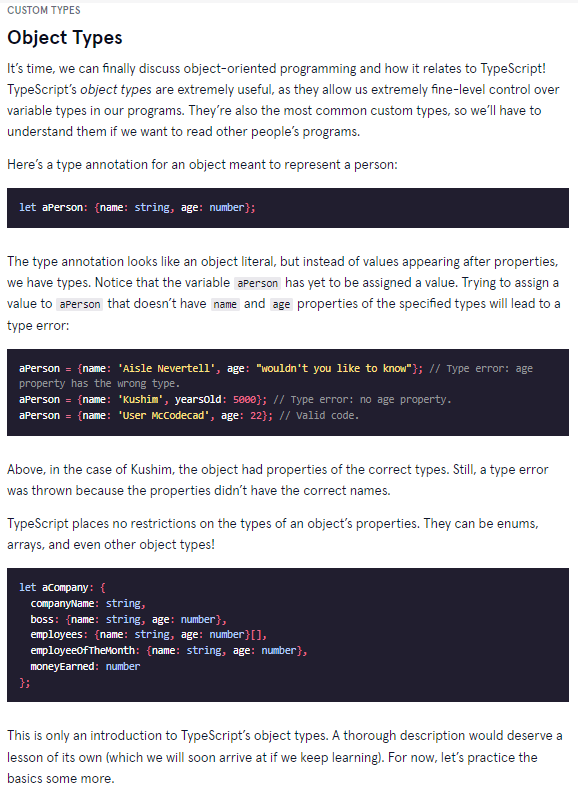 CUSTOM TYPES
Object Types
It's time, we can finally discuss object-oriented programming and how it relates to TypeScript!
TypeScript's object types are extremely useful, as they allow us extremely fine-level control over
variable types in our programs. They're also the most common custom types, so we'll have to
understand them if we want to read other people's programs.
Here's a type annotation for an object meant to represent a person:
let aPerson: {name: string, age: number};
The type annotation looks like an object literal, but instead of values appearing after properties,
we have types. Notice that the variable aPerson has yet to be assigned a value. Trying to assign a
value to aPerson that doesn't have name and age properties of the specified types will lead to a
type error:
aPerson = {name: 'Aisle Nevertell', age: "wouldn't you like to know"}; // Type error: age
property has the wrong type.
aPerson = {name: 'Kushim', yearsOld: 5000}; // Type error: no age property.
aPerson = {name: 'User McCodecad', age: 22}; // Valid code.
Above, in the case of Kushim, the object had properties of the correct types. Still, a type error
was thrown because the properties didn't have the correct names.
TypeScript places no restrictions on the types of an object's properties. They can be enums,
arrays, and even other object types!
let aCompany: {
  companyName: string,
  boss: {name: string, age: number},
  employees: {name: string, age: number}[],
  employeeOfTheMonth: {name: string, age: number},
  moneyEarned: number
};
This is only an introduction to TypeScript's object types. A thorough description would deserve a
lesson of its own (which we will soon arrive at if we keep learning). For now, let's practice the
basics some more.